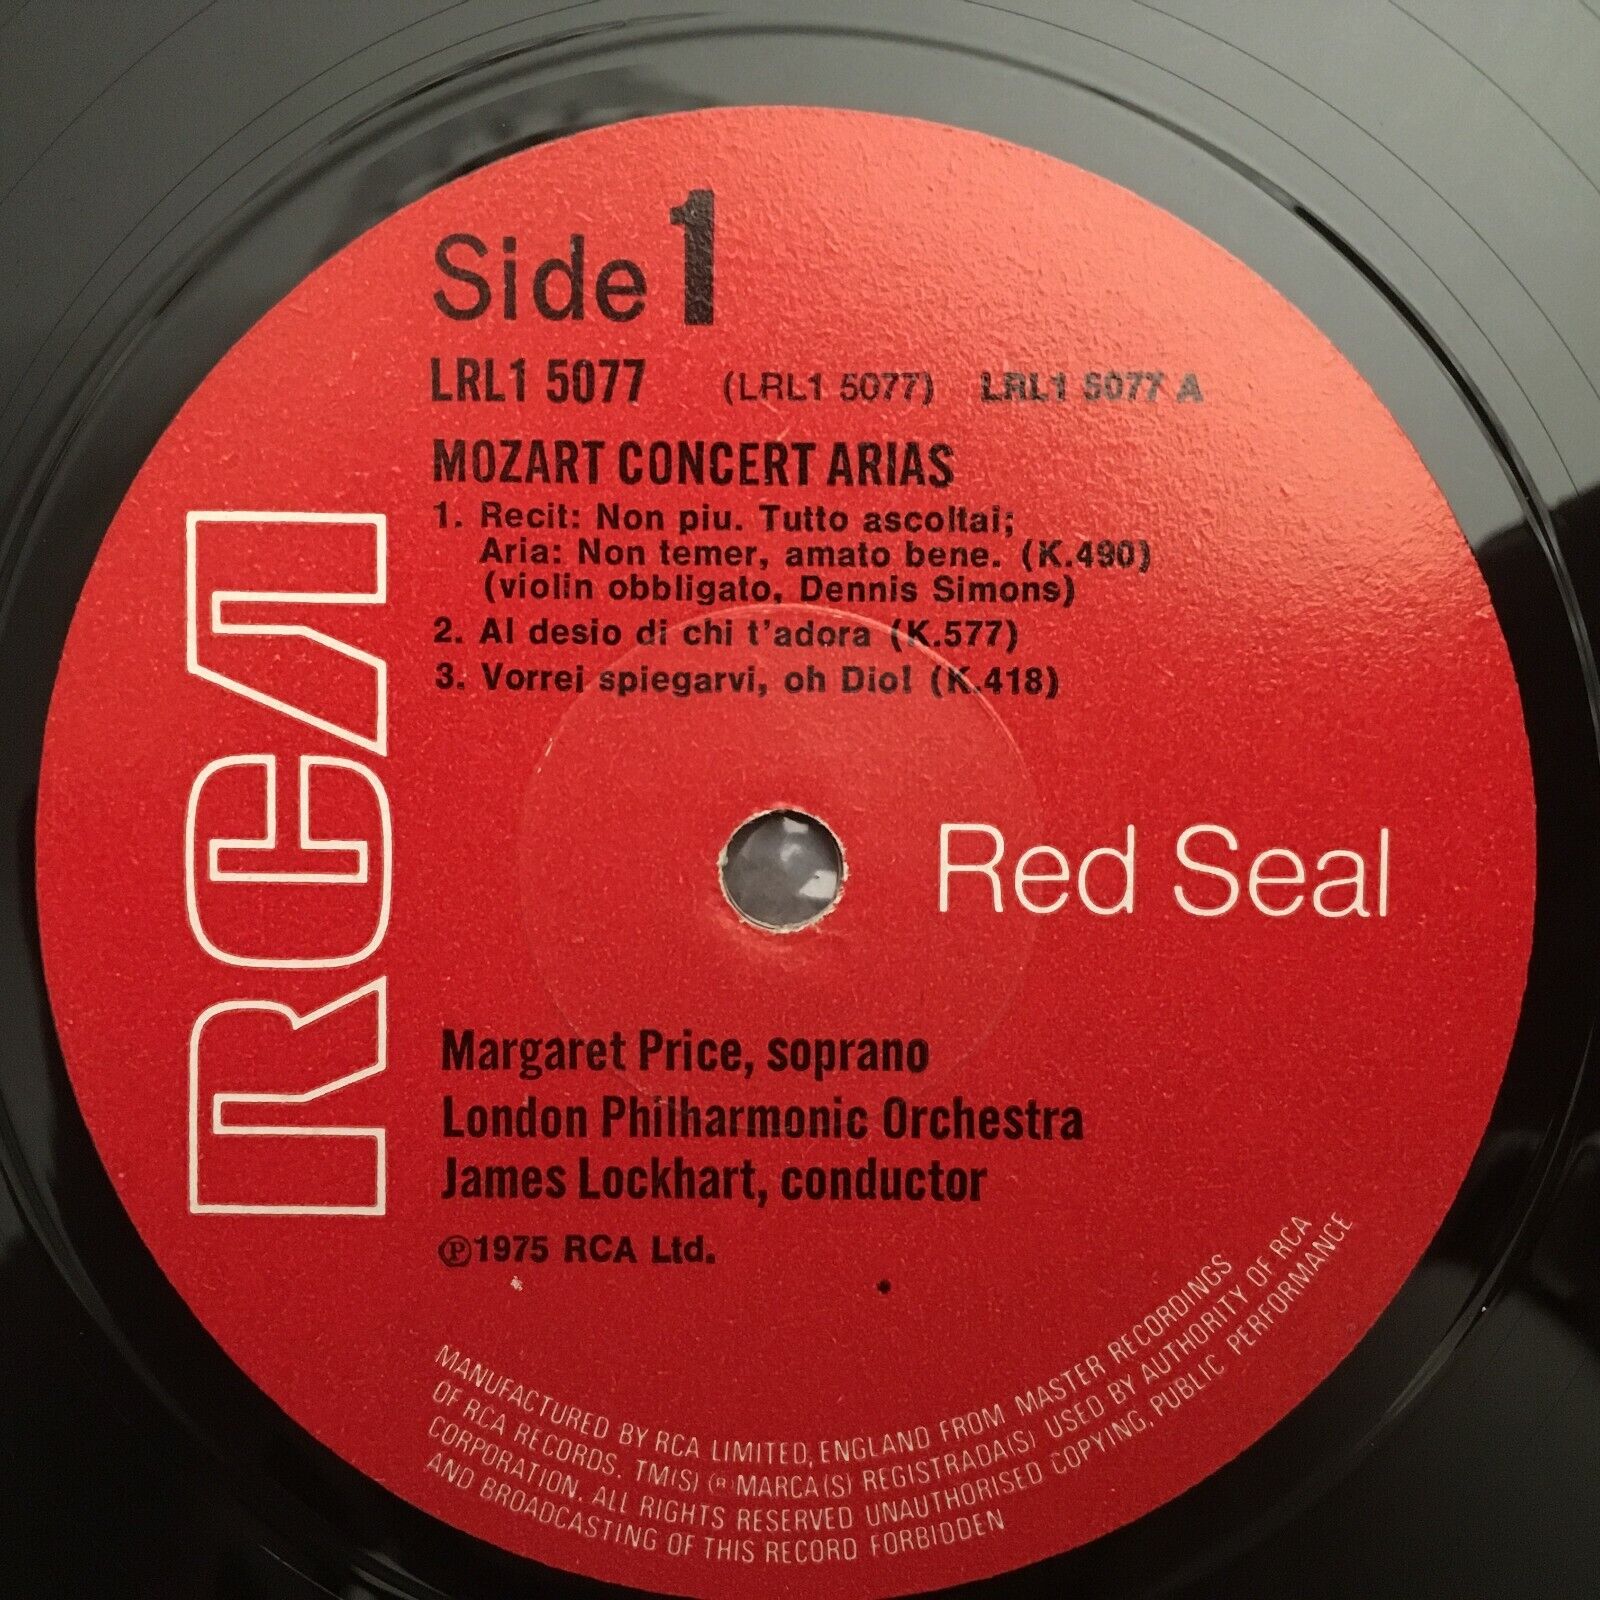 Side 1
LRL1 5077 (LRL1 5077) LRL1 5077 A
MOZART CONCERT ARIAS
1. Recit: Non piu. Tutto ascoltai;
Aria: Non temer, amato bene. (K.490)
(violin obbligato, Dennis Simons)
2. Al desio di chi t'adora (K.577)
3. Vorrei spiegarvi, oh Dio! (K.418)
RCA
Red Seal
Margaret Price, soprano
London Philharmonic Orchestra
James Lockhart, conductor
℗1975 RCA Ltd.
MANUFACTURED BY RCA LIMITED, ENGLAND FROM MASTER RECORDINGS
OF RCA RECORDS. TM(S) ® MARCA(S) REGISTRADA(S) USED BY AUTHORITY OF RCA
CORPORATION. ALL RIGHTS RESERVED UNAUTHORISED COPYING, PUBLIC PERFORMANCE
AND BROADCASTING OF THIS RECORD FORBIDDEN